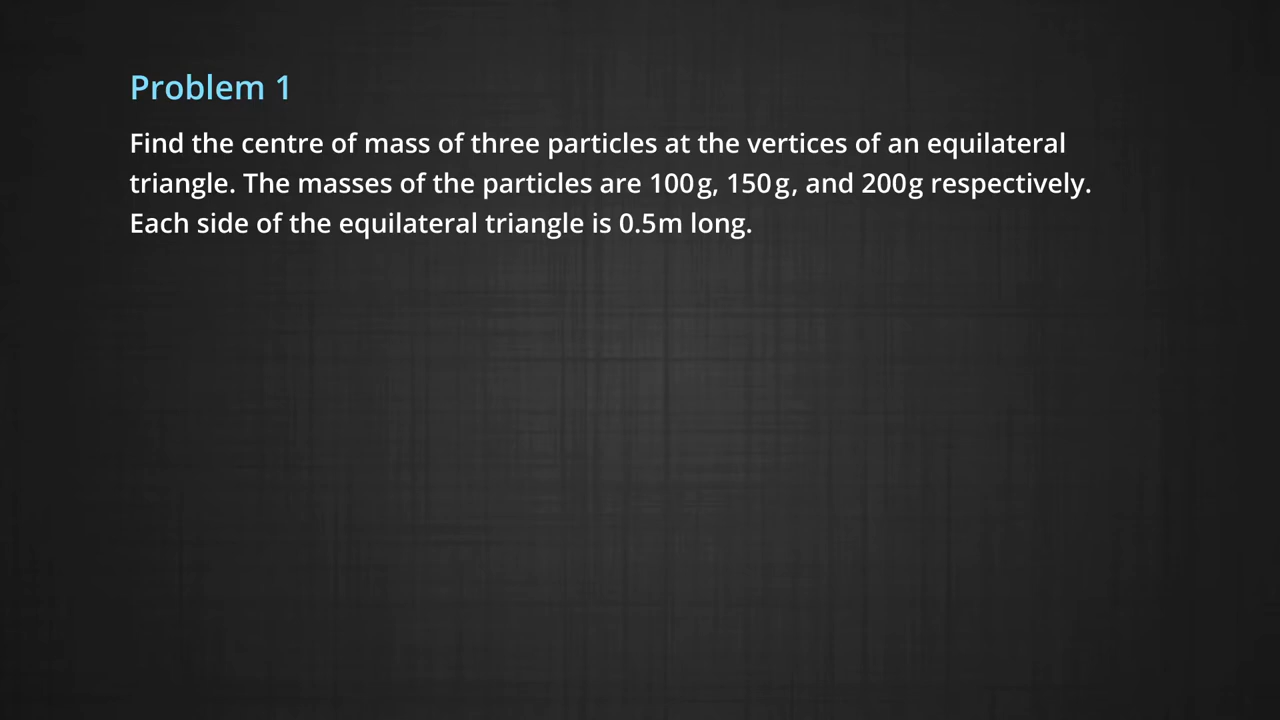 Problem 1
Find the centre of mass of three particles at the vertices of an equilateral
triangle. The masses of the particles are 100g, 150g, and 200g respectively.
Each side of the equilateral triangle is 0.5m long.